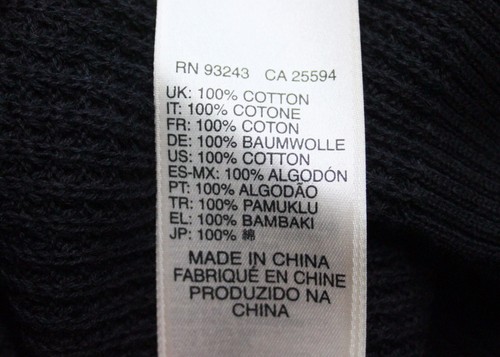 RN 93243 CA 25594
UK: 100% COTTON
IT: 100% COTONE
FR: 100% COTON
DE: 100% BAUMWOLLE
US: 100% COTTON
ES-MX: 100% ALGODÓN
PT: 100% ALGODÃO
TR: 100% PAMUKLU
EL: 100% BAMBAKI
JP: 100% 綿
MADE IN CHINA
FABRIQUÉ EN CHINE
PRODUZIDO NA
CHINA